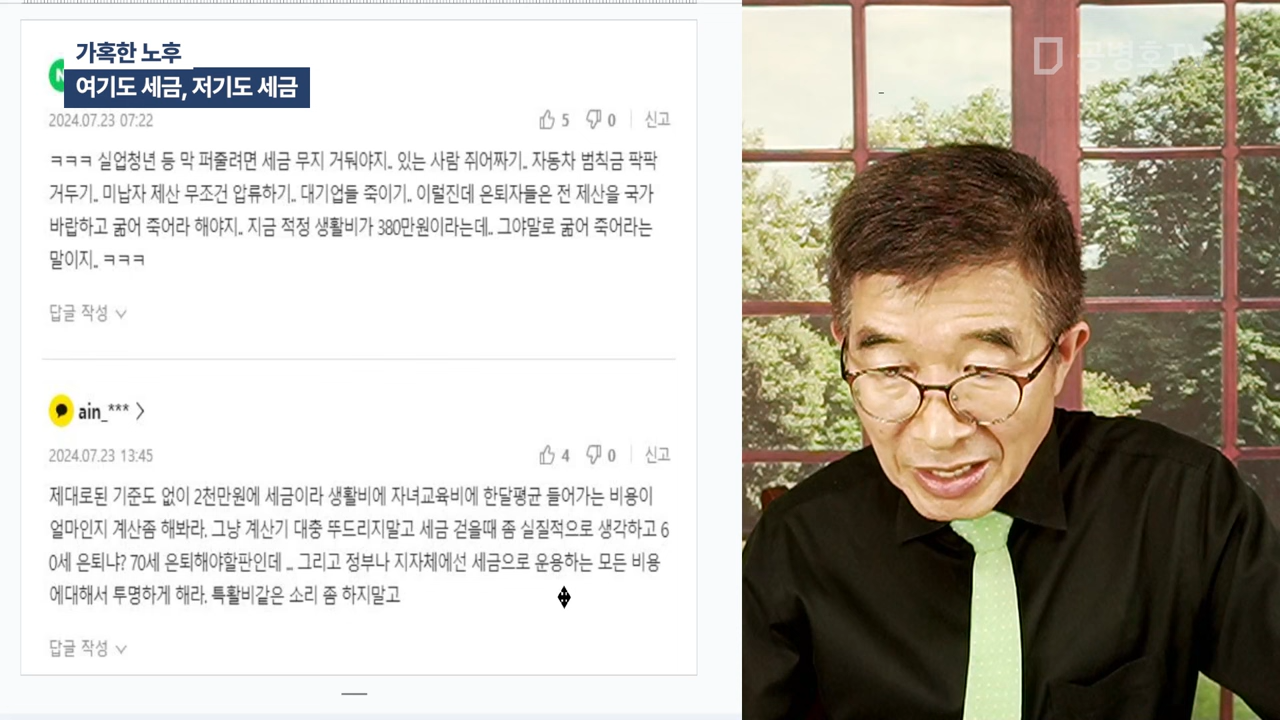 가혹한 노후
여기도 세금, 저기도 세금
2024.07.23 07:22
5
0
신고
ㅋㅋㅋ 실업청년 등 막 퍼줄려면 세금 무지 거둬야지.. 있는 사람 쥐어짜기.. 자동차 범칙금 팍팍
거두기.. 미납자 제산 무조건 압류하기.. 대기업들 죽이기.. 이럴진데 은퇴자들은 전 제산을 국가
바랍하고 굶어 죽어라 해야지.. 지금 적정 생활비가 380만원이라는데.. 그야말로 굶어 죽어라는
말이지.. ㅋㅋㅋ
답글 작성
ain_***
2024.07.23 13:45
4
0
신고
제대로된 기준도 없이 2천만원에 세금이라 생활비에 자녀교육비에 한달평균 들어가는 비용이
얼마인지 계산좀 해봐라. 그냥 계산기 대충 뚜드리지말고 세금 걷을때 좀 실질적으로 생각하고 6
0세 은퇴냐? 70세 은퇴해야할판인데 ... 그리고 정부나 지자체에선 세금으로 운용하는 모든 비용
에대해서 투명하게 해라. 특활비같은 소리 좀 하지말고
답글 작성
공병호TV